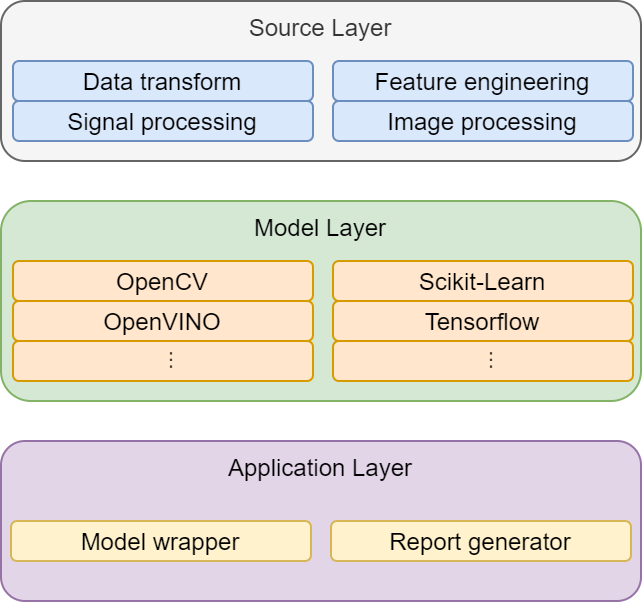 Source Layer
Data transform
Feature engineering
Signal processing
Image processing
Model Layer
OpenCV
Scikit-Learn
OpenVINO
Tensorflow
⋮
⋮
Application Layer
Model wrapper
Report generator